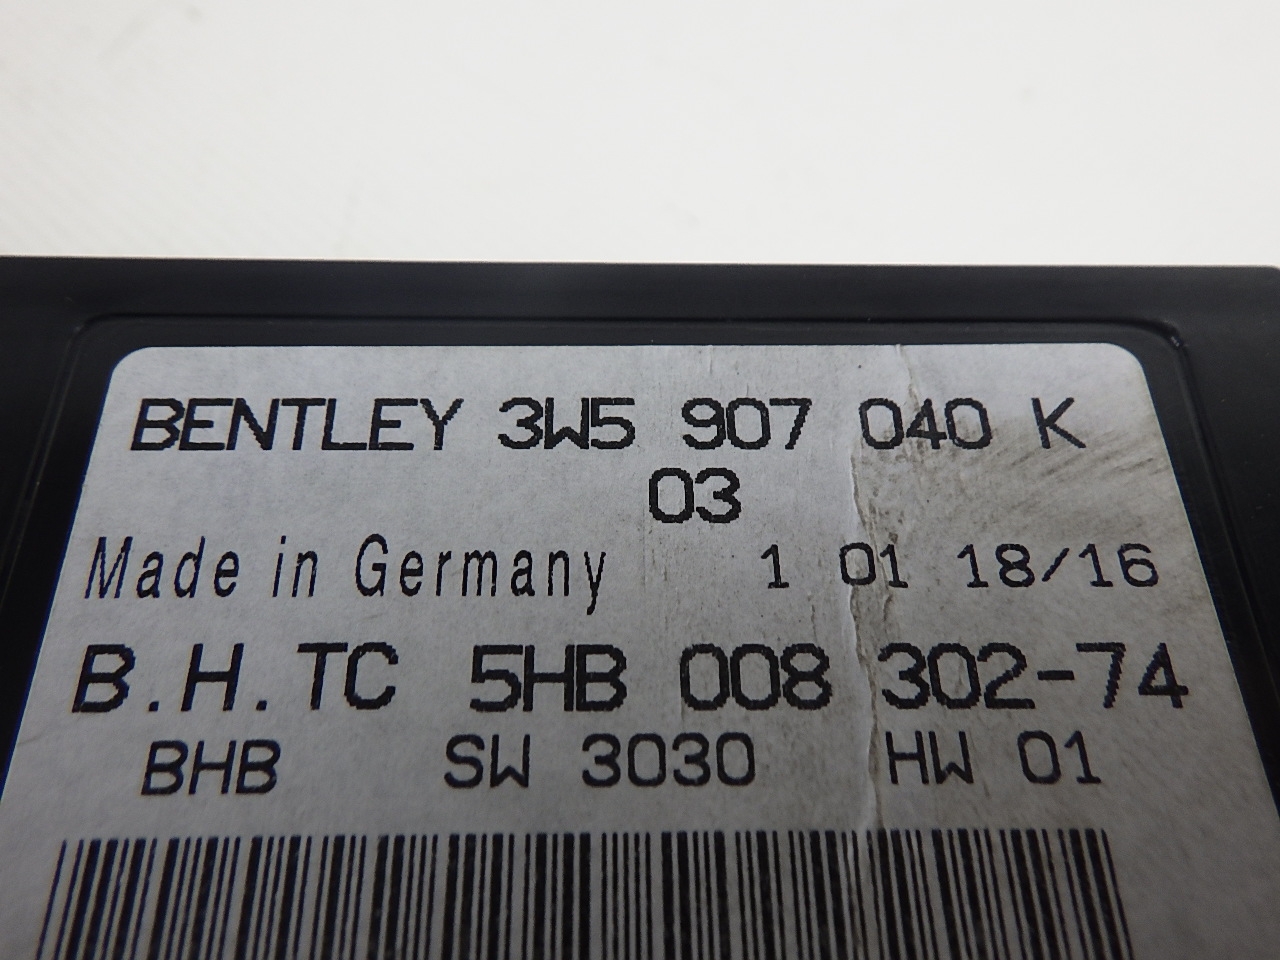 BENTLEY 3W5 907 040 K
03
Made in Germany 1 01 18/16
B.H.TC 5HB 008 302-74
BHB SW 3030 HW 01